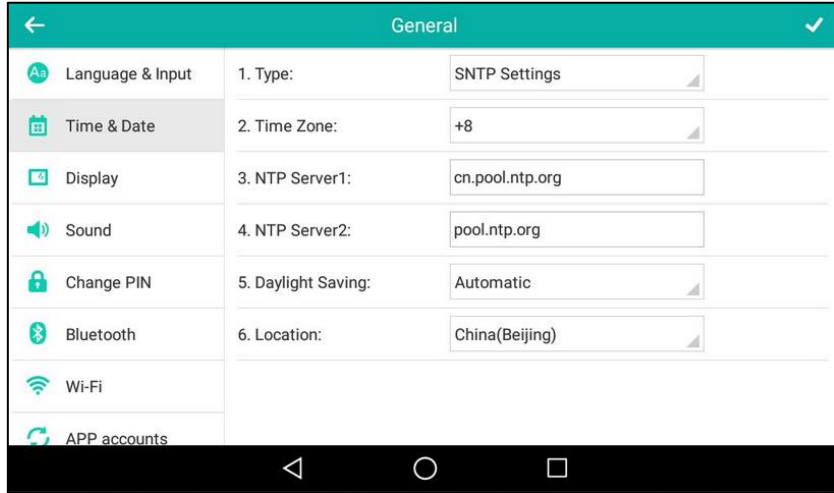 General
Aa
Language & Input
Time & Date
Display
Sound
Change PIN
Bluetooth
Wi-Fi
APP accounts
1. Type:
SNTP Settings
2. Time Zone:
+8
3. NTP Server1:
cn.pool.ntp.org
4. NTP Server2:
pool.ntp.org
5. Daylight Saving:
Automatic
6. Location:
China(Beijing)